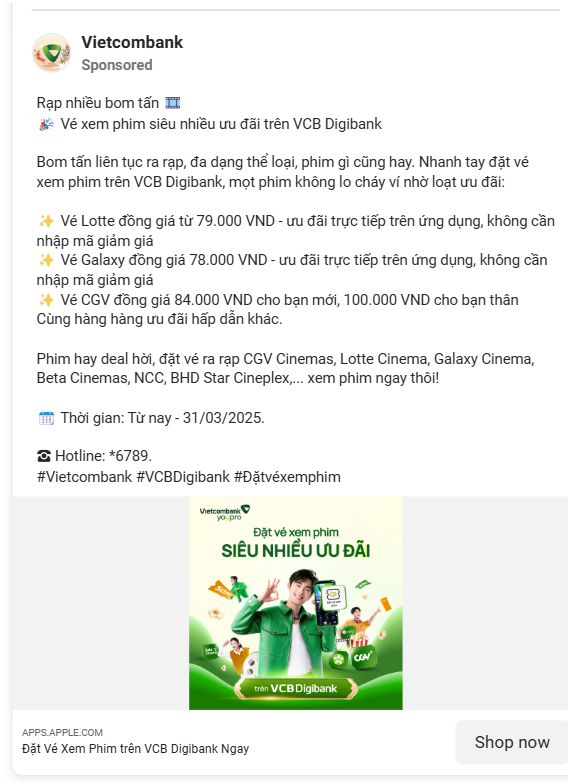 Vietcombank
Sponsored
Rạp nhiều bom tấn 🎞️
🎉 Vé xem phim siêu nhiều ưu đãi trên VCB Digibank
Bom tấn liên tục ra rạp, đa dạng thể loại, phim gì cũng hay. Nhanh tay đặt vé
xem phim trên VCB Digibank, mọt phim không lo cháy ví nhờ loạt ưu đãi:
✨ Vé Lotte đồng giá từ 79.000 VND - ưu đãi trực tiếp trên ứng dụng, không cần
nhập mã giảm giá
✨ Vé Galaxy đồng giá 78.000 VND - ưu đãi trực tiếp trên ứng dụng, không cần
nhập mã giảm giá
✨ Vé CGV đồng giá 84.000 VND cho bạn mới, 100.000 VND cho bạn thân
Cùng hàng hàng ưu đãi hấp dẫn khác.
Phim hay deal hời, đặt vé ra rạp CGV Cinemas, Lotte Cinema, Galaxy Cinema,
Beta Cinemas, NCC, BHD Star Cineplex,... xem phim ngay thôi!
🗓️ Thời gian: Từ nay - 31/03/2025.
☎ Hotline: *6789.
#Vietcombank #VCBDigibank #Đặtvéxemphim
Vietcombank
youpro
Đặt vé xem phim
SIÊU NHIỀU ƯU ĐÃI
CGV
trên VCB Digibank
APPS.APPLE.COM
Đặt Vé Xem Phim trên VCB Digibank Ngay
Shop now